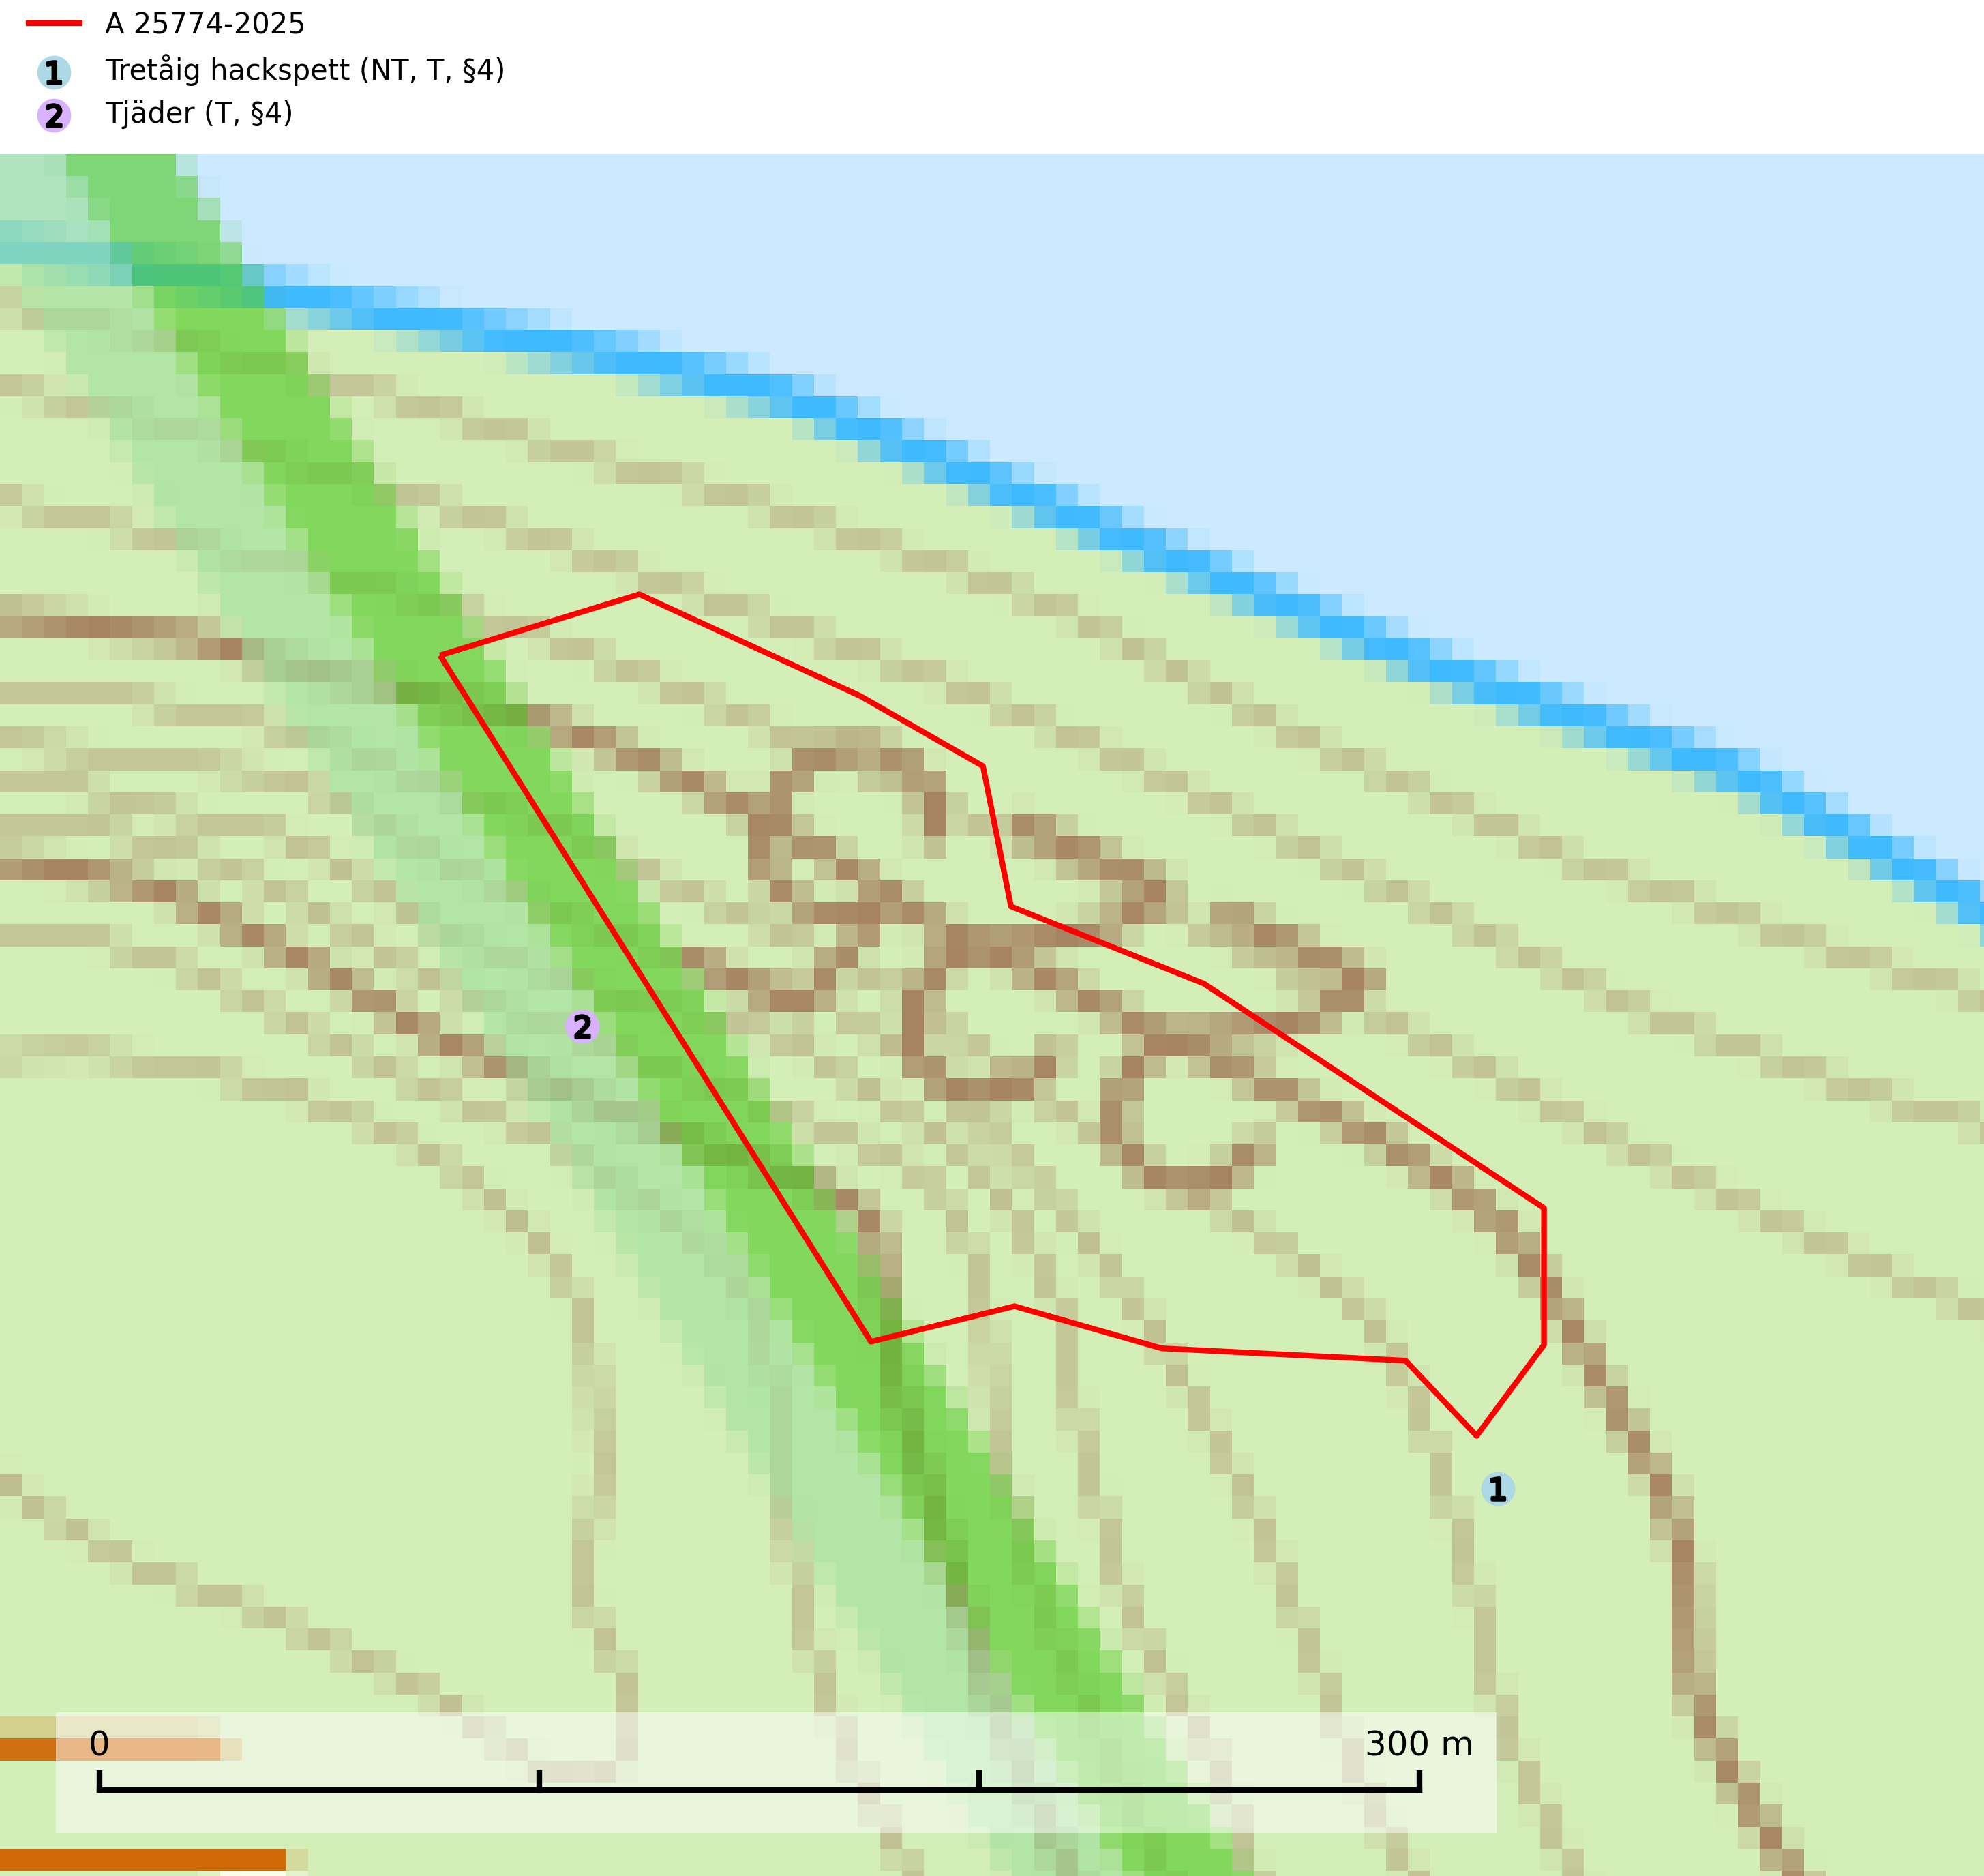 A 25774-2025
1 Tretåig hackspett (NT, T, §4)
2 Tjäder (T, §4)
2
1
0 300 m